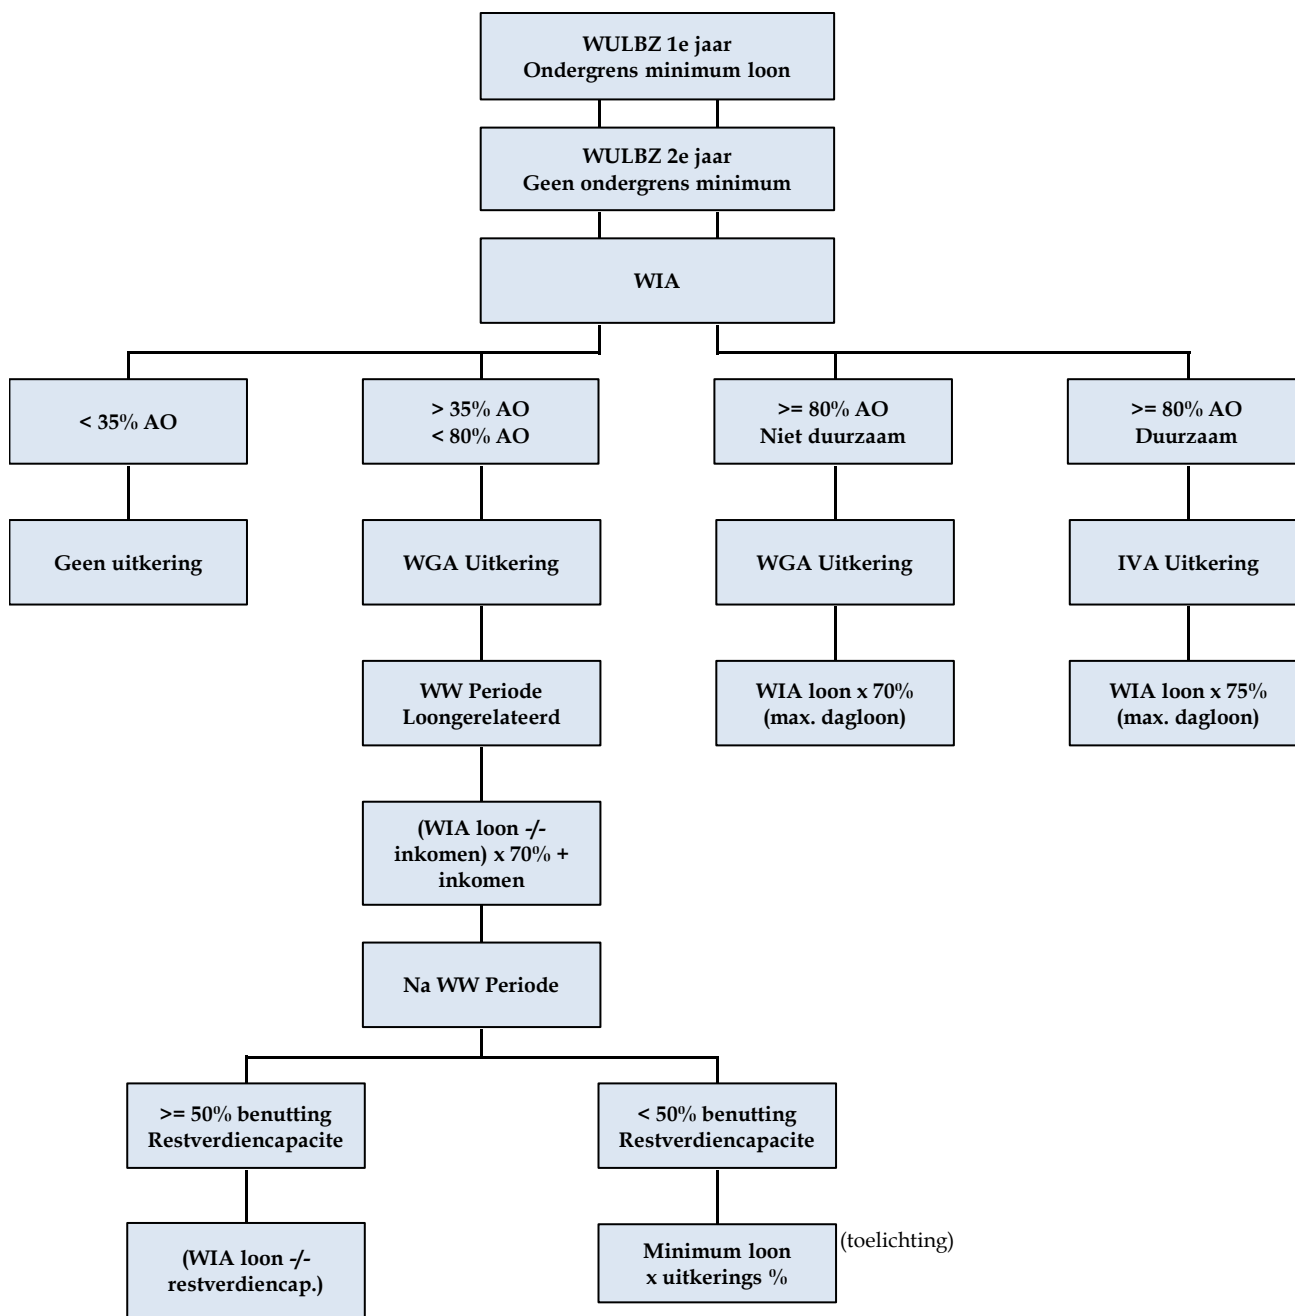 WULBZ 1e jaar
Ondergrens minimum loon
WULBZ 2e jaar
Geen ondergrens minimum
WIA
< 35% AO
> 35% AO
< 80% AO
>= 80% AO
Niet duurzaam
>= 80% AO
Duurzaam
Geen uitkering
WGA Uitkering
WGA Uitkering
IVA Uitkering
WW Periode
Loongerelateerd
WIA loon x 70%
(max. dagloon)
WIA loon x 75%
(max. dagloon)
(WIA loon -/-
inkomen) x 70% +
inkomen
Na WW Periode
>= 50% benutting
Restverdiencapacite
< 50% benutting
Restverdiencapacite
(WIA loon -/-
restverdiencap.)
Minimum loon
x uitkerings %
(toelichting)